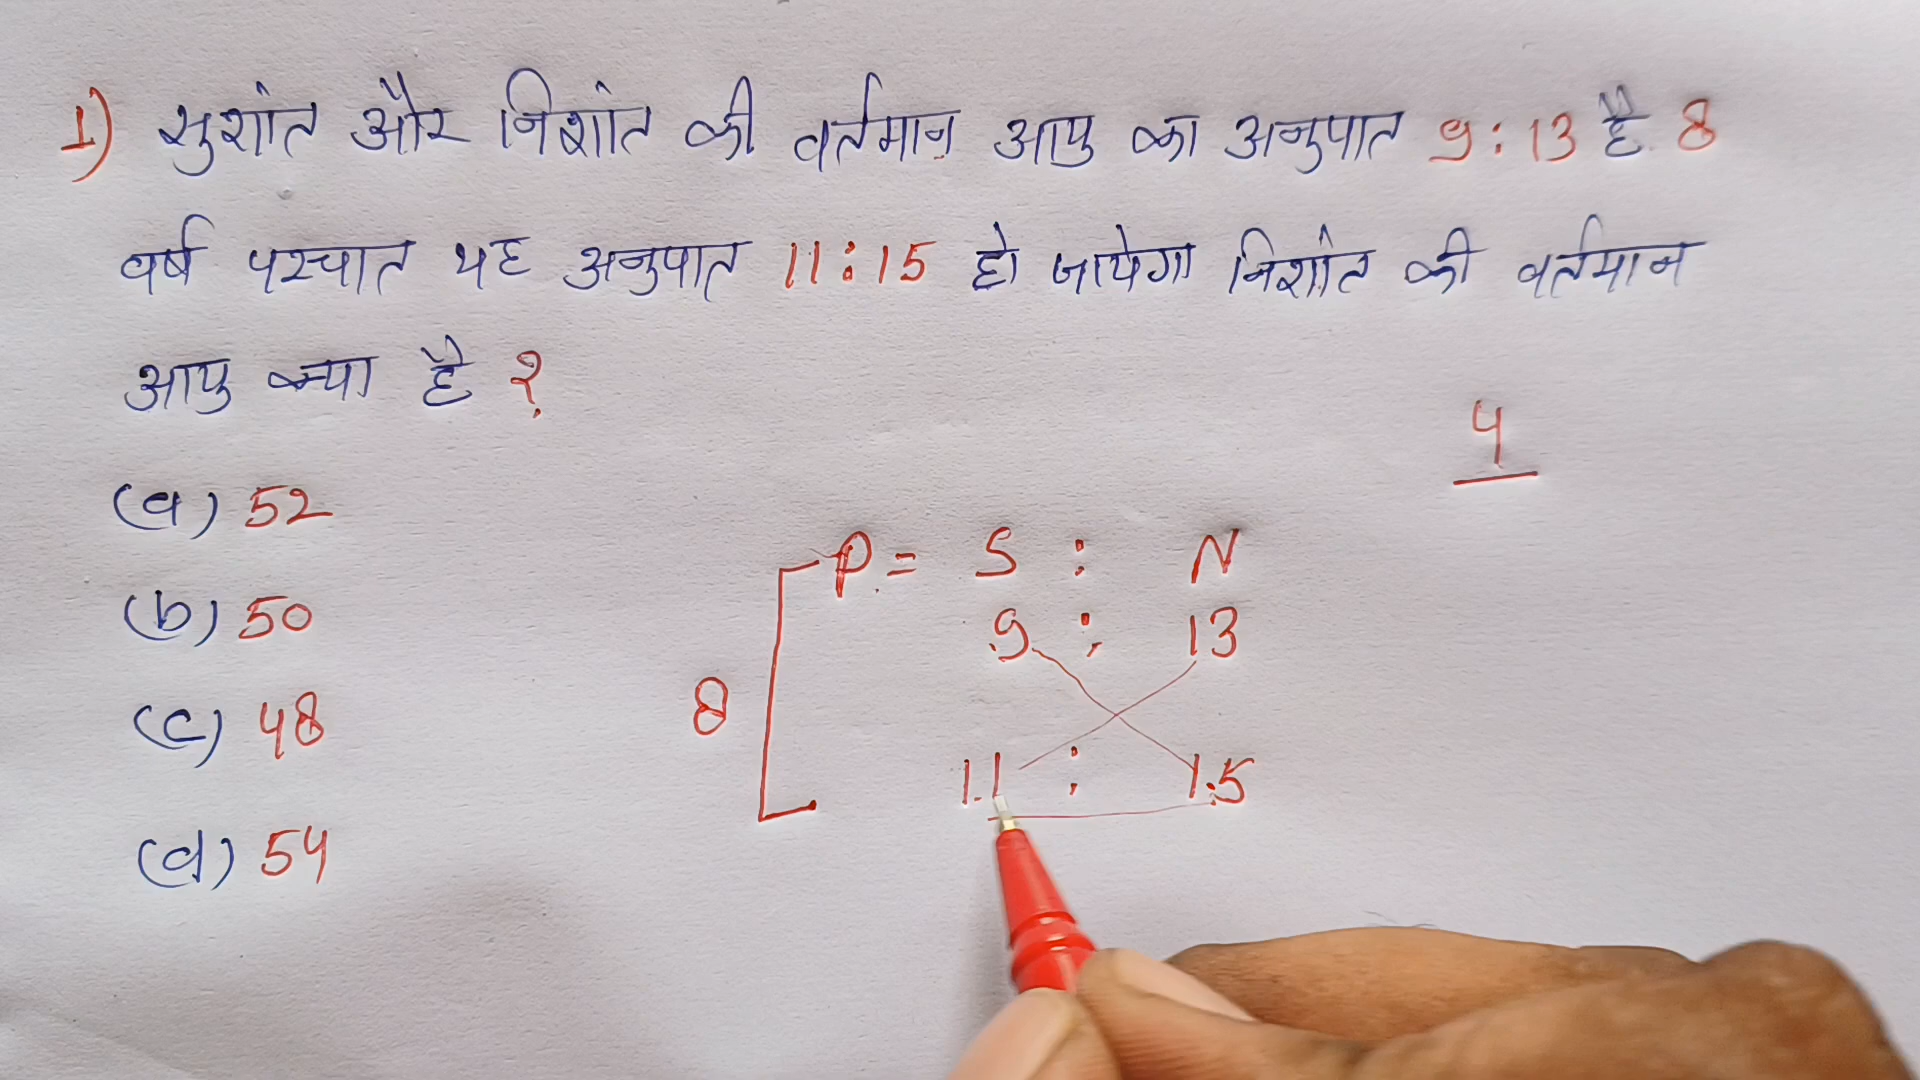 1) सुशांत और निशांत की वर्तमान आयु का अनुपात 9:13 है 8
वर्ष पश्चात यह अनुपात 11:15 हो जायेगा निशांत की वर्तमान
आयु क्या है ?
4
(a) 52
(b) 50
(c) 48
(d) 54
P = S : N
9 : 13
8
11 : 15